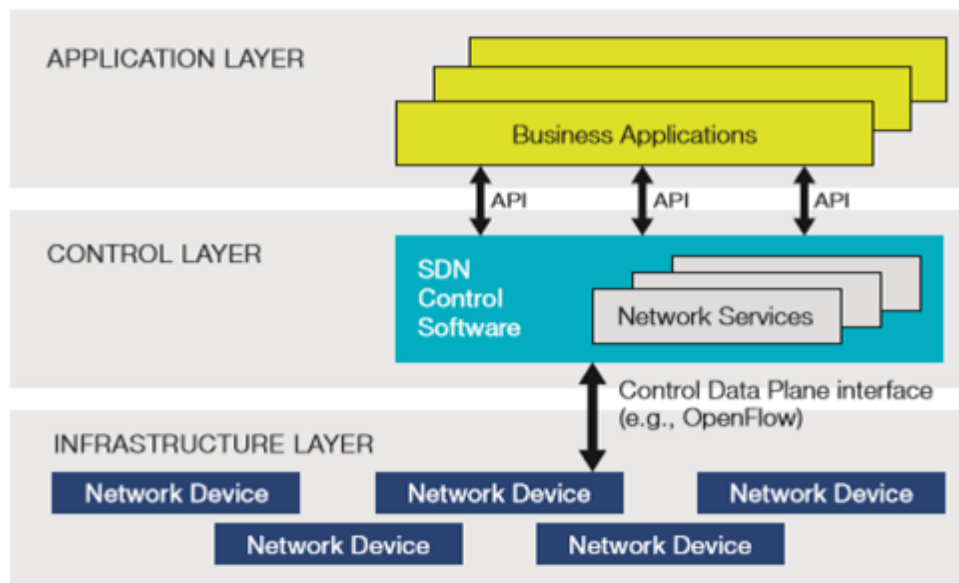 APPLICATION LAYER
Business Applications
API
API
API
CONTROL LAYER
SDN
Control
Software
Network Services
Control Data Plane interface
(e.g., OpenFlow)
INFRASTRUCTURE LAYER
Network Device
Network Device
Network Device
Network Device
Network Device